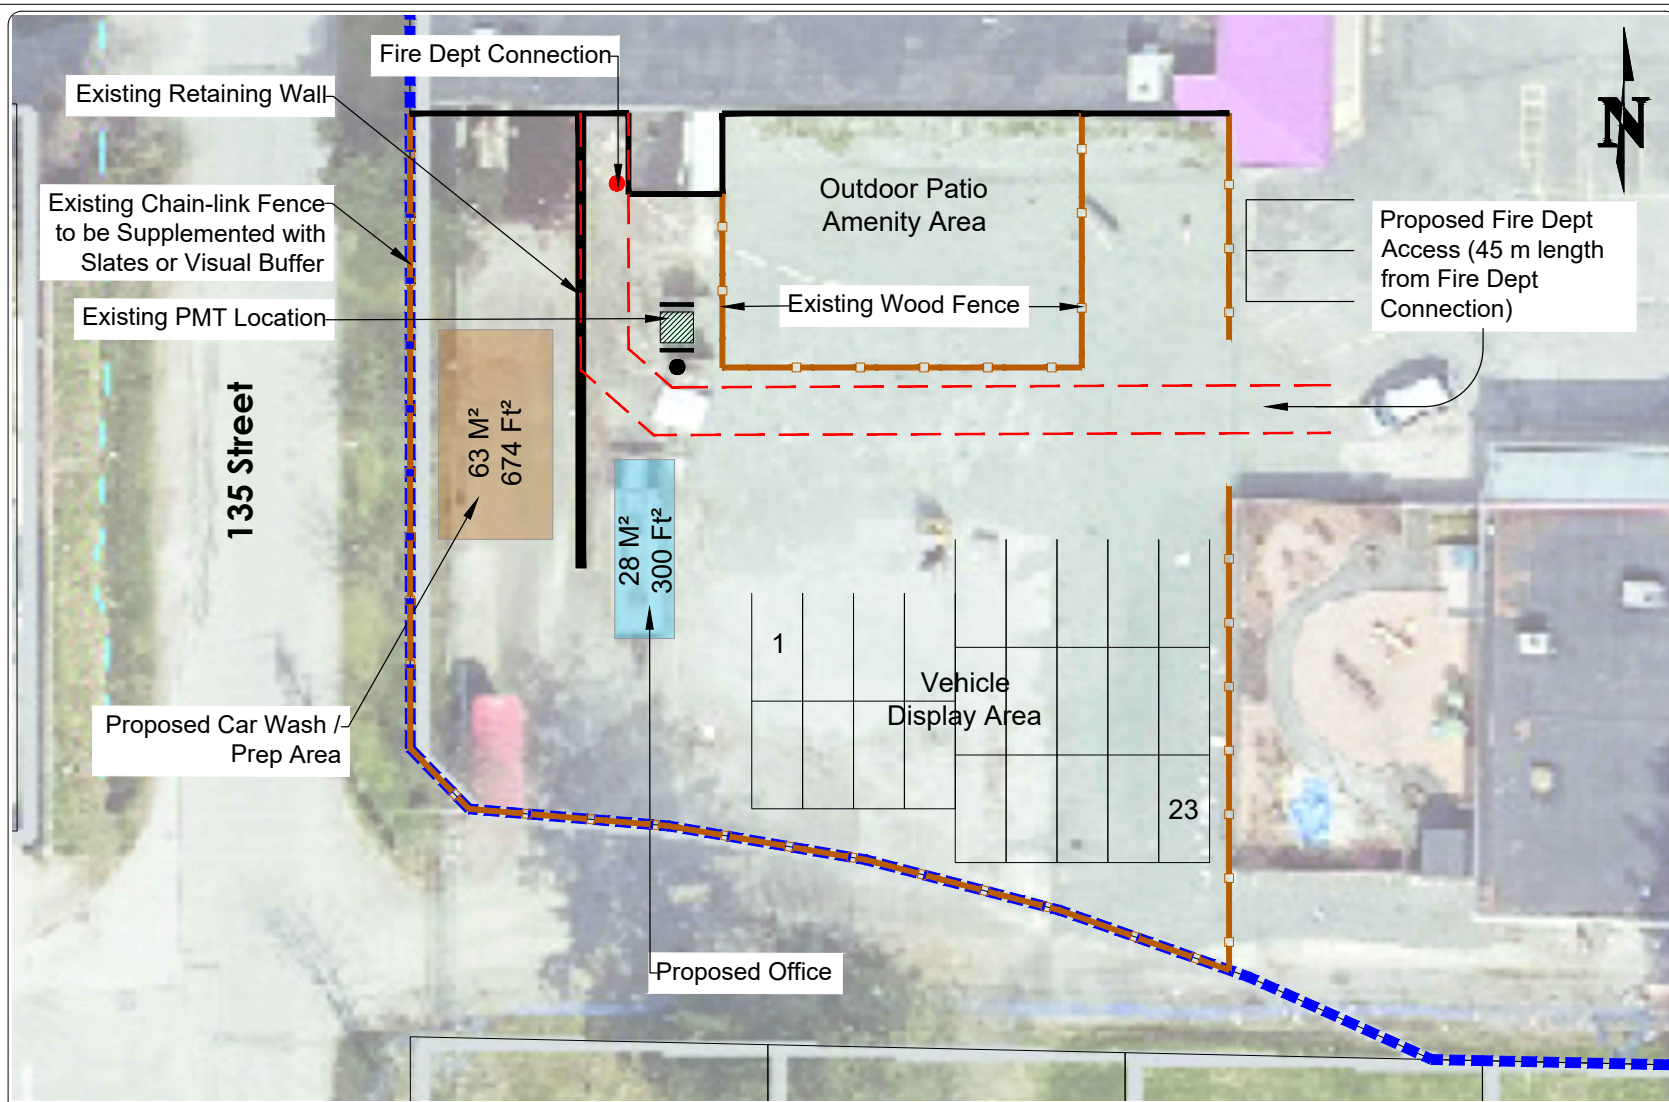 Fire Dept Connection
Existing Retaining Wall
N
Existing Chain-link Fence
to be Supplemented with
Slates or Visual Buffer
Outdoor Patio
Amenity Area
Proposed Fire Dept
Access (45 m length
from Fire Dept
Connection)
Existing PMT Location
Existing Wood Fence
135 Street
63 M²
674 Ft²
28 M²
300 Ft²
1
Vehicle
Display Area
23
Proposed Car Wash /
Prep Area
Proposed Office